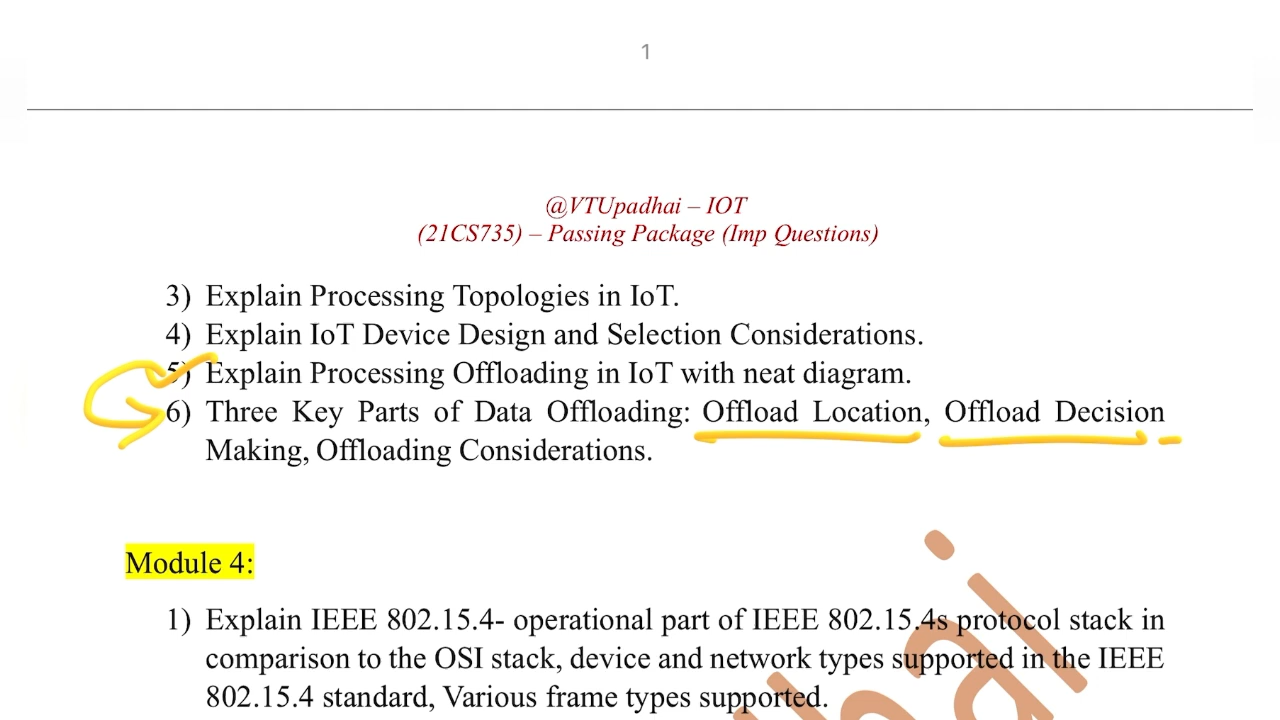 1
@VTUpadhai – IOT
(21CS735) – Passing Package (Imp Questions)
3) Explain Processing Topologies in IoT.
4) Explain IoT Device Design and Selection Considerations.
5) Explain Processing Offloading in IoT with neat diagram.
6) Three Key Parts of Data Offloading: Offload Location, Offload Decision
Making, Offloading Considerations.
Module 4:
1) Explain IEEE 802.15.4- operational part of IEEE 802.15.4s protocol stack in
comparison to the OSI stack, device and network types supported in the IEEE
802.15.4 standard, Various frame types supported.
hai